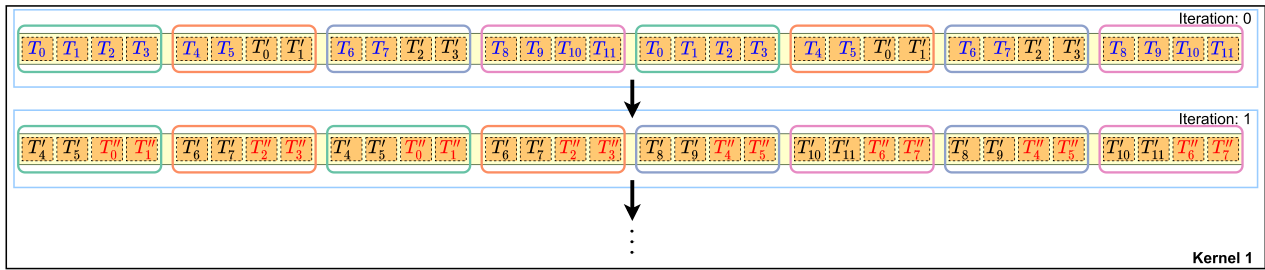 Iteration: 0
T₀ T₁ T₂ T₃ T₄ T₅ T′₀ T′₁ T₆ T₇ T′₂ T′₃ T₈ T₉ T₁₀ T₁₁ T₀ T₁ T₂ T₃ T₄ T₅ T′₀ T′₁ T₆ T₇ T′₂ T′₃ T₈ T₉ T₁₀ T₁₁
Iteration: 1
T′₄ T′₅ T″₀ T″₁ T′₆ T′₇ T″₂ T″₃ T′₄ T′₅ T″₀ T″₁ T′₆ T′₇ T″₂ T″₃ T′₈ T′₉ T″₄ T″₅ T′₁₀ T′₁₁ T″₆ T″₇ T′₈ T′₉ T″₄ T″₅ T′₁₀ T′₁₁ T″₆ T″₇
Kernel 1